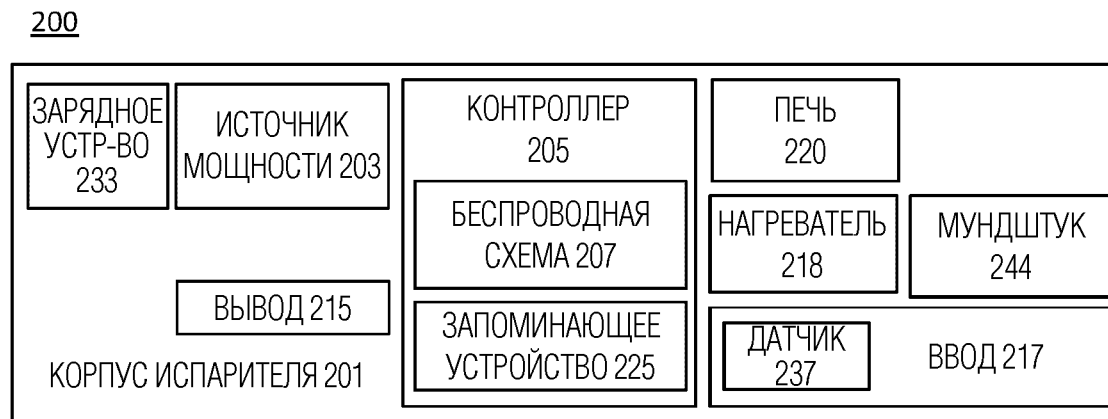 200
ЗАРЯДНОЕ
УСТР-ВО
233
ИСТОЧНИК
МОЩНОСТИ 203
КОНТРОЛЛЕР
205
ПЕЧЬ
220
БЕСПРОВОДНАЯ
СХЕМА 207
НАГРЕВАТЕЛЬ
218
МУНДШТУК
244
ВЫВОД 215
ЗАПОМИНАЮЩЕЕ
УСТРОЙСТВО 225
ДАТЧИК
237
ВВОД 217
КОРПУС ИСПАРИТЕЛЯ 201